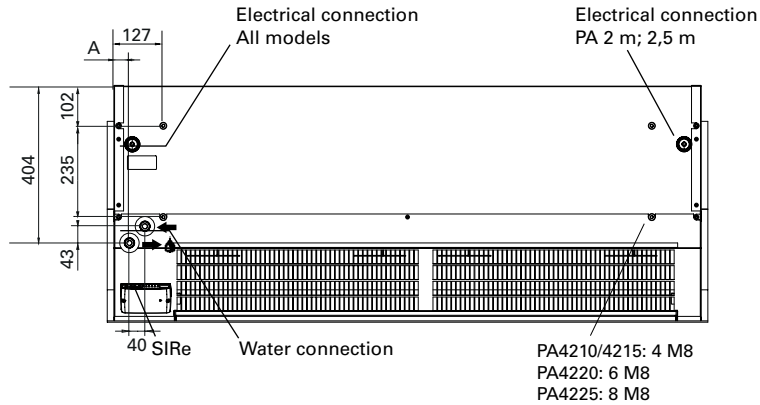 Electrical connection
All models
Electrical connection
PA 2 m; 2,5 m
A
127
102
404
235
43
40
SIRe
Water connection
PA4210/4215: 4 M8
PA4220: 6 M8
PA4225: 8 M8